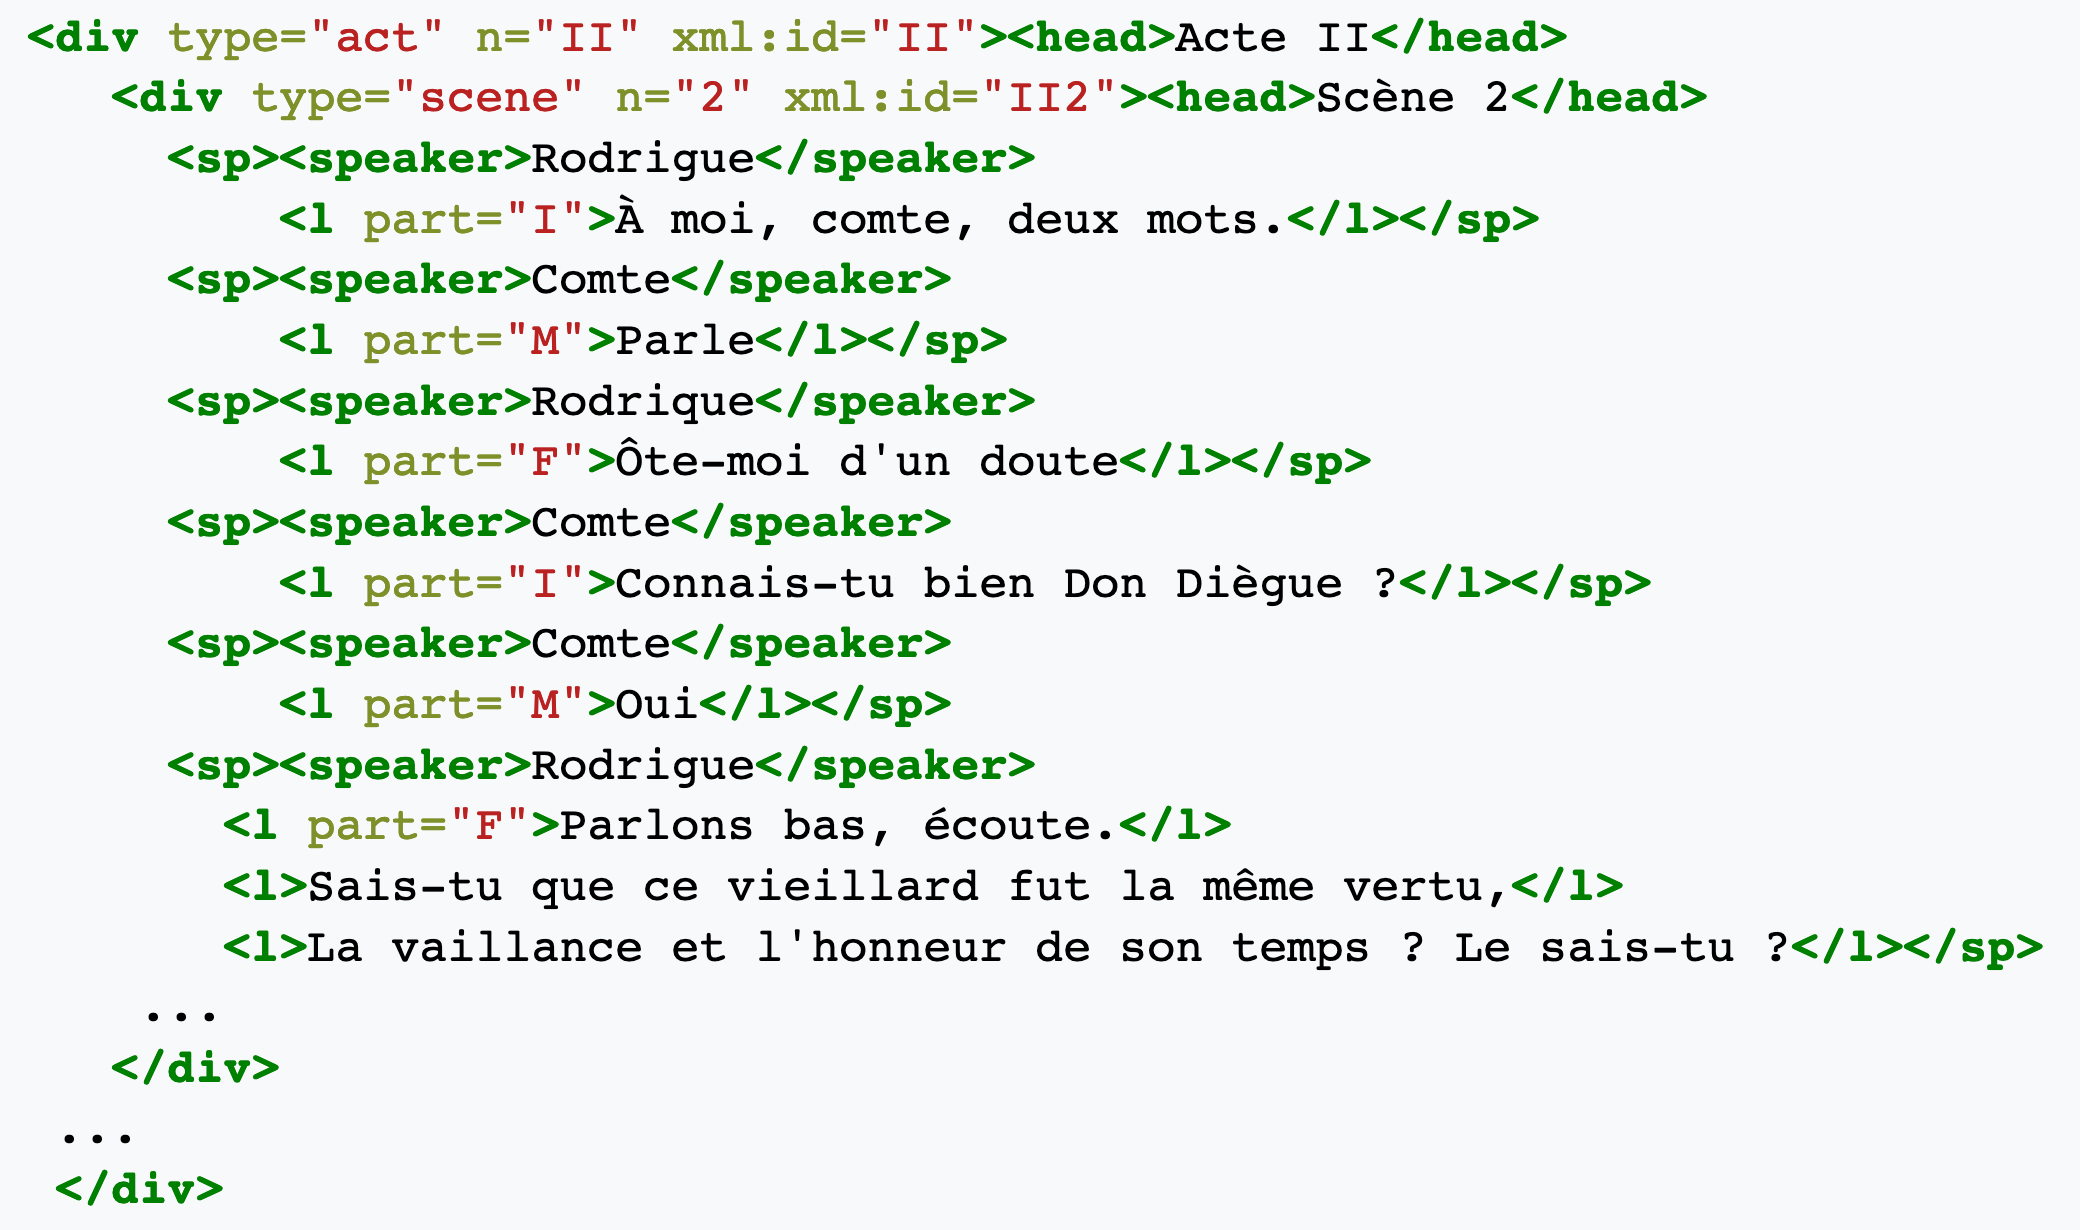 <div type="act" n="II" xml:id="II"><head>Acte II</head>
<div type="scene" n="2" xml:id="II2"><head>Scène 2</head>
<sp><speaker>Rodrigue</speaker>
<l part="I">À moi, comte, deux mots.</l></sp>
<sp><speaker>Comte</speaker>
<l part="M">Parle</l></sp>
<sp><speaker>Rodrique</speaker>
<l part="F">Ôte-moi d'un doute</l></sp>
<sp><speaker>Comte</speaker>
<l part="I">Connais-tu bien Don Diègue ?</l></sp>
<sp><speaker>Comte</speaker>
<l part="M">Oui</l></sp>
<sp><speaker>Rodrigue</speaker>
<l part="F">Parlons bas, écoute.</l>
<l>Sais-tu que ce vieillard fut la même vertu,</l>
<l>La vaillance et l'honneur de son temps ? Le sais-tu ?</l></sp>
...
</div>
...
</div>